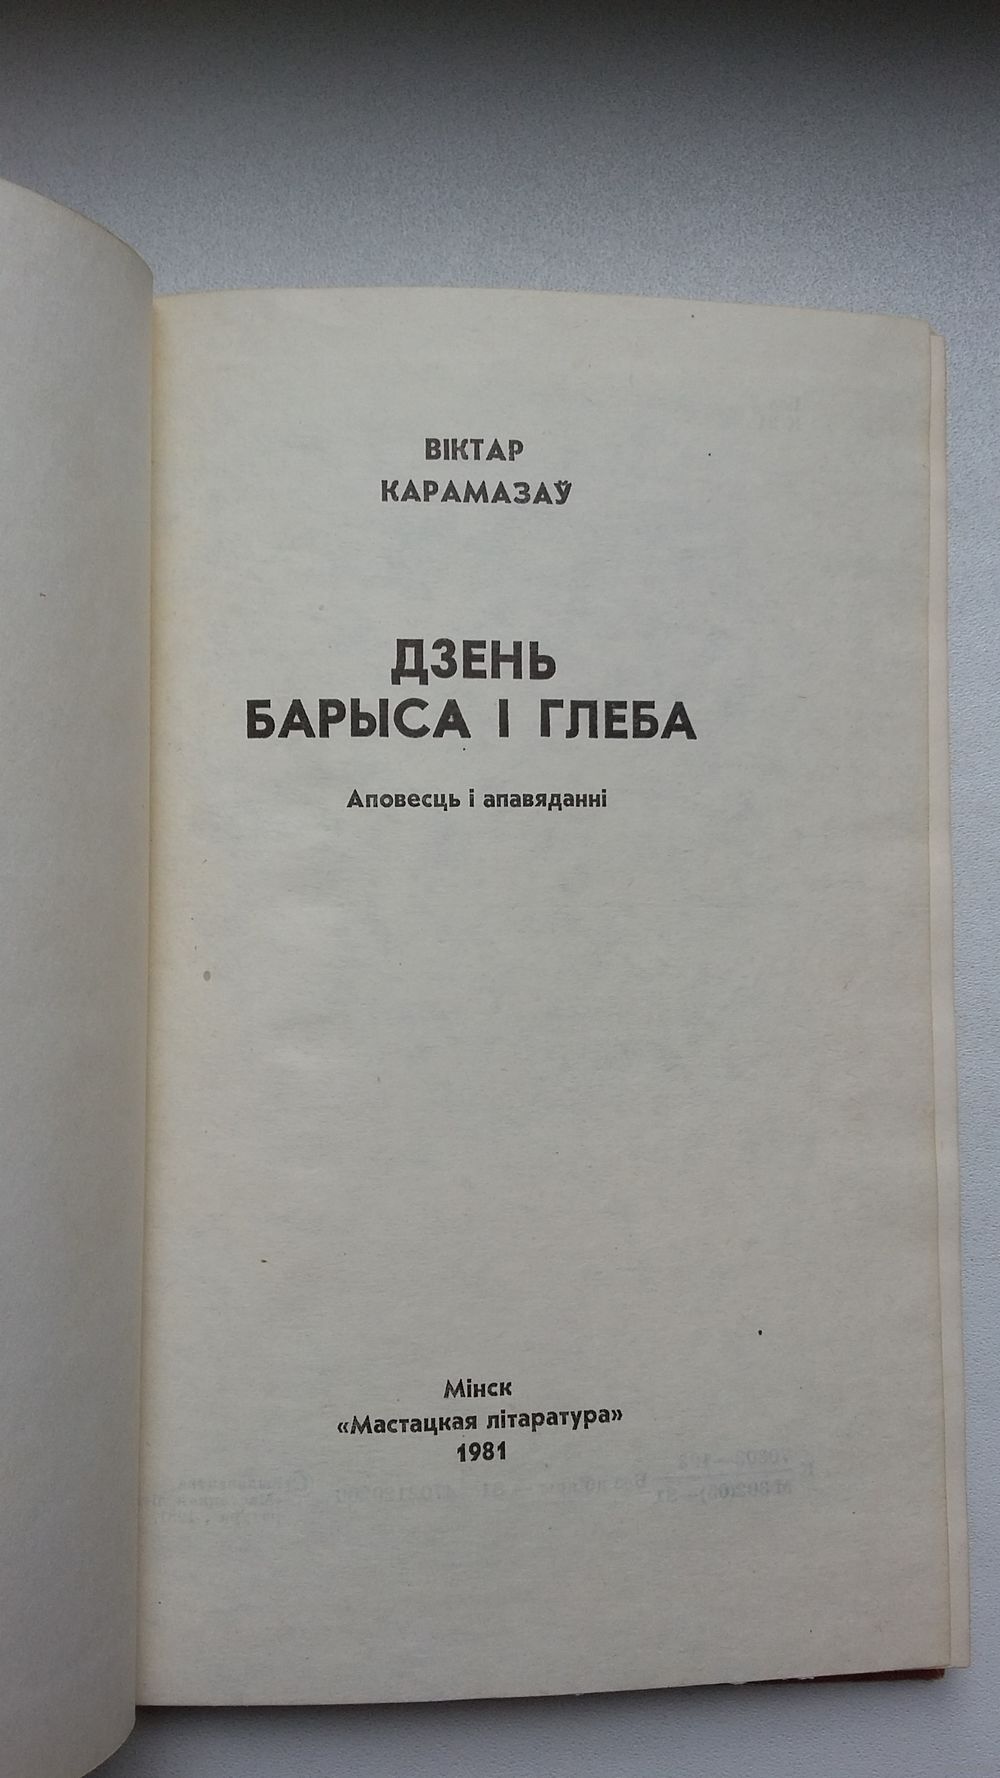 ВІКТАР
КАРАМАЗАЎ
ДЗЕНЬ
БАРЫСА І ГЛЕБА
Аповесць і апавяданні
Мінск
«Мастацкая літаратура»
1981